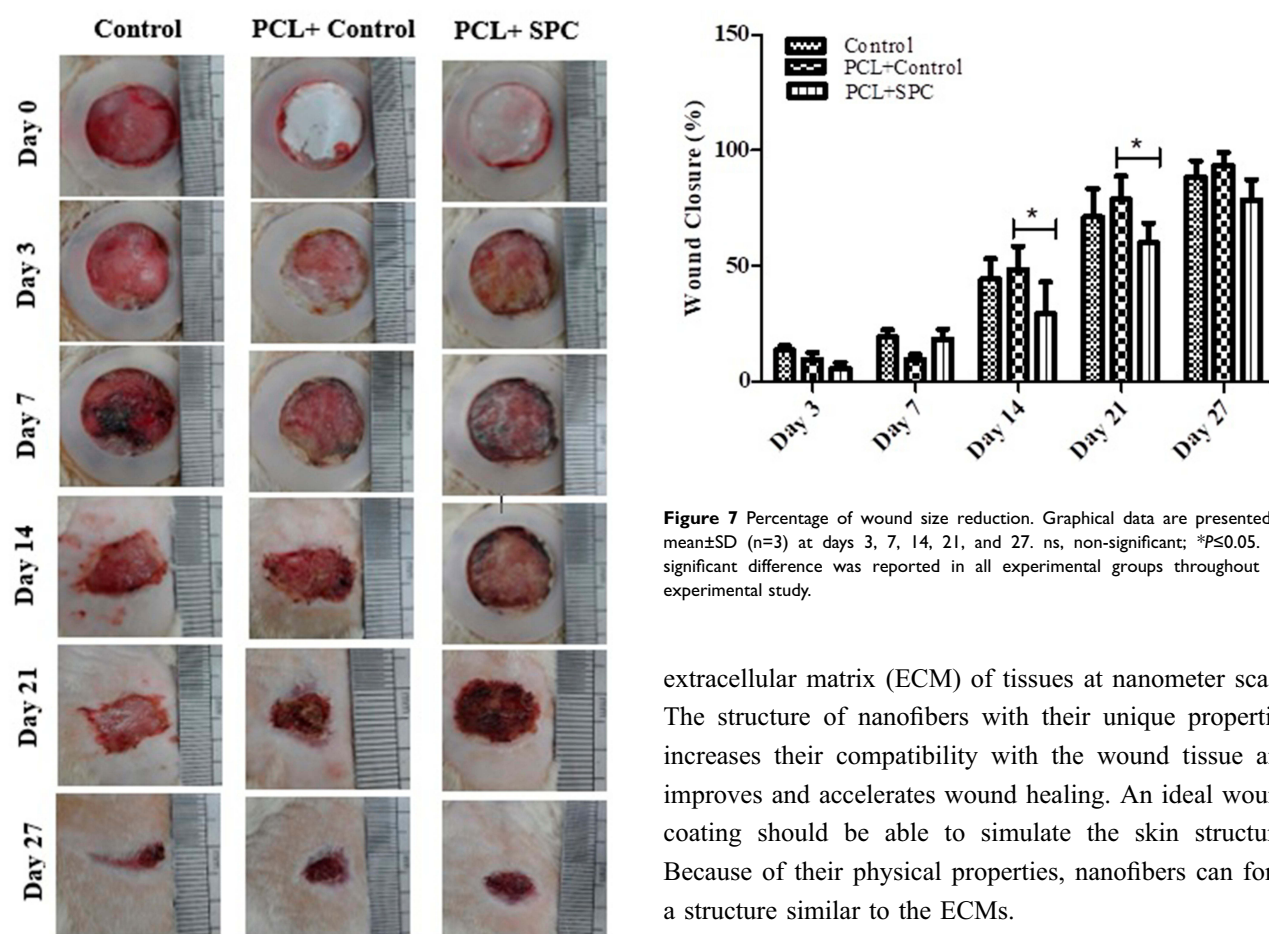 Control PCL+ Control PCL+ SPC
Day 0
Day 3
Day 7
Day 14
Day 21
Day 27
150
100
50
0
Wound Closure (%)
Control
PCL+Control
PCL+SPC
*
*
Day 3 Day 7 Day 14 Day 21 Day 27
Figure 7 Percentage of wound size reduction. Graphical data are presented
mean±SD (n=3) at days 3, 7, 14, 21, and 27. ns, non-significant; *P≤0.05.
significant difference was reported in all experimental groups throughout
experimental study.
extracellular matrix (ECM) of tissues at nanometer sca
The structure of nanofibers with their unique properti
increases their compatibility with the wound tissue a
improves and accelerates wound healing. An ideal wou
coating should be able to simulate the skin structu
Because of their physical properties, nanofibers can for
a structure similar to the ECMs.